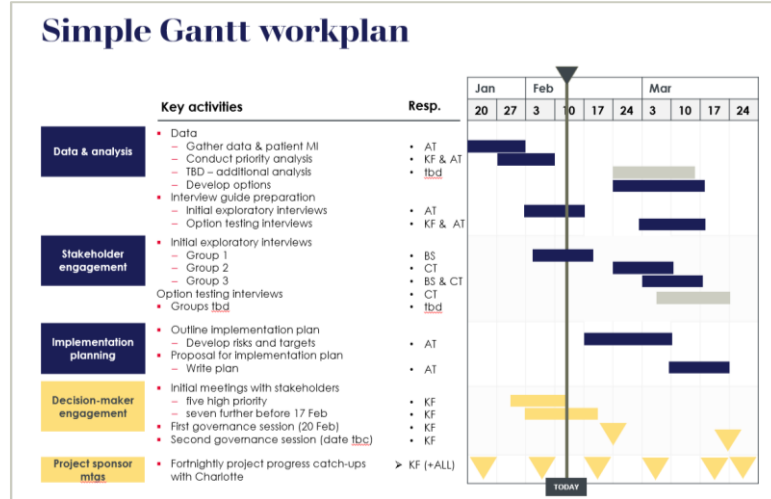 Simple Gantt workplan
Key activities Resp.
Jan Feb Mar
20 27 3 10 17 24 3 10 17 24
Data & analysis
▪ Data
– Gather data & patient MI • AT
– Conduct priority analysis • KF & AT
– TBD – additional analysis • tbd
– Develop options
▪ Interview guide preparation
– Initial exploratory interviews • AT
– Option testing interviews • KF & AT
Stakeholder engagement
▪ Initial exploratory interviews
– Group 1 • BS
– Group 2 • CT
– Group 3 • BS & CT
Option testing interviews • CT
▪ Groups tbd • tbd
Implementation planning
▪ Outline implementation plan
– Develop risks and targets • AT
▪ Proposal for implementation plan
– Write plan • AT
Decision-maker engagement
▪ Initial meetings with stakeholders
– five high priority • KF
– seven further before 17 Feb • KF
▪ First governance session (20 Feb) • KF
▪ Second governance session (date tbc) • KF
Project sponsor mtgs
▪ Fortnightly project progress catch-ups ➢ KF (+ALL)
with Charlotte
TODAY